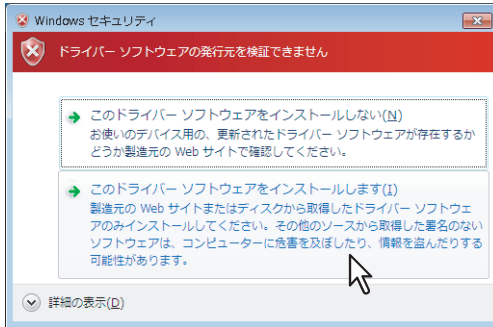 Windows セキュリティ
ドライバー ソフトウェアの発行元を検証できません
このドライバー ソフトウェアをインストールしない(N)
お使いのデバイス用の、更新されたドライバー ソフトウェアが存在するか
どうか製造元の Web サイトで確認してください。
このドライバー ソフトウェアをインストールします(I)
製造元の Web サイトまたはディスクから取得したドライバー ソフトウェ
アのみインストールしてください。その他のソースから取得した署名のない
ソフトウェアは、コンピューターに危害を及ぼしたり、情報を盗んだりする
可能性があります。
詳細の表示(D)